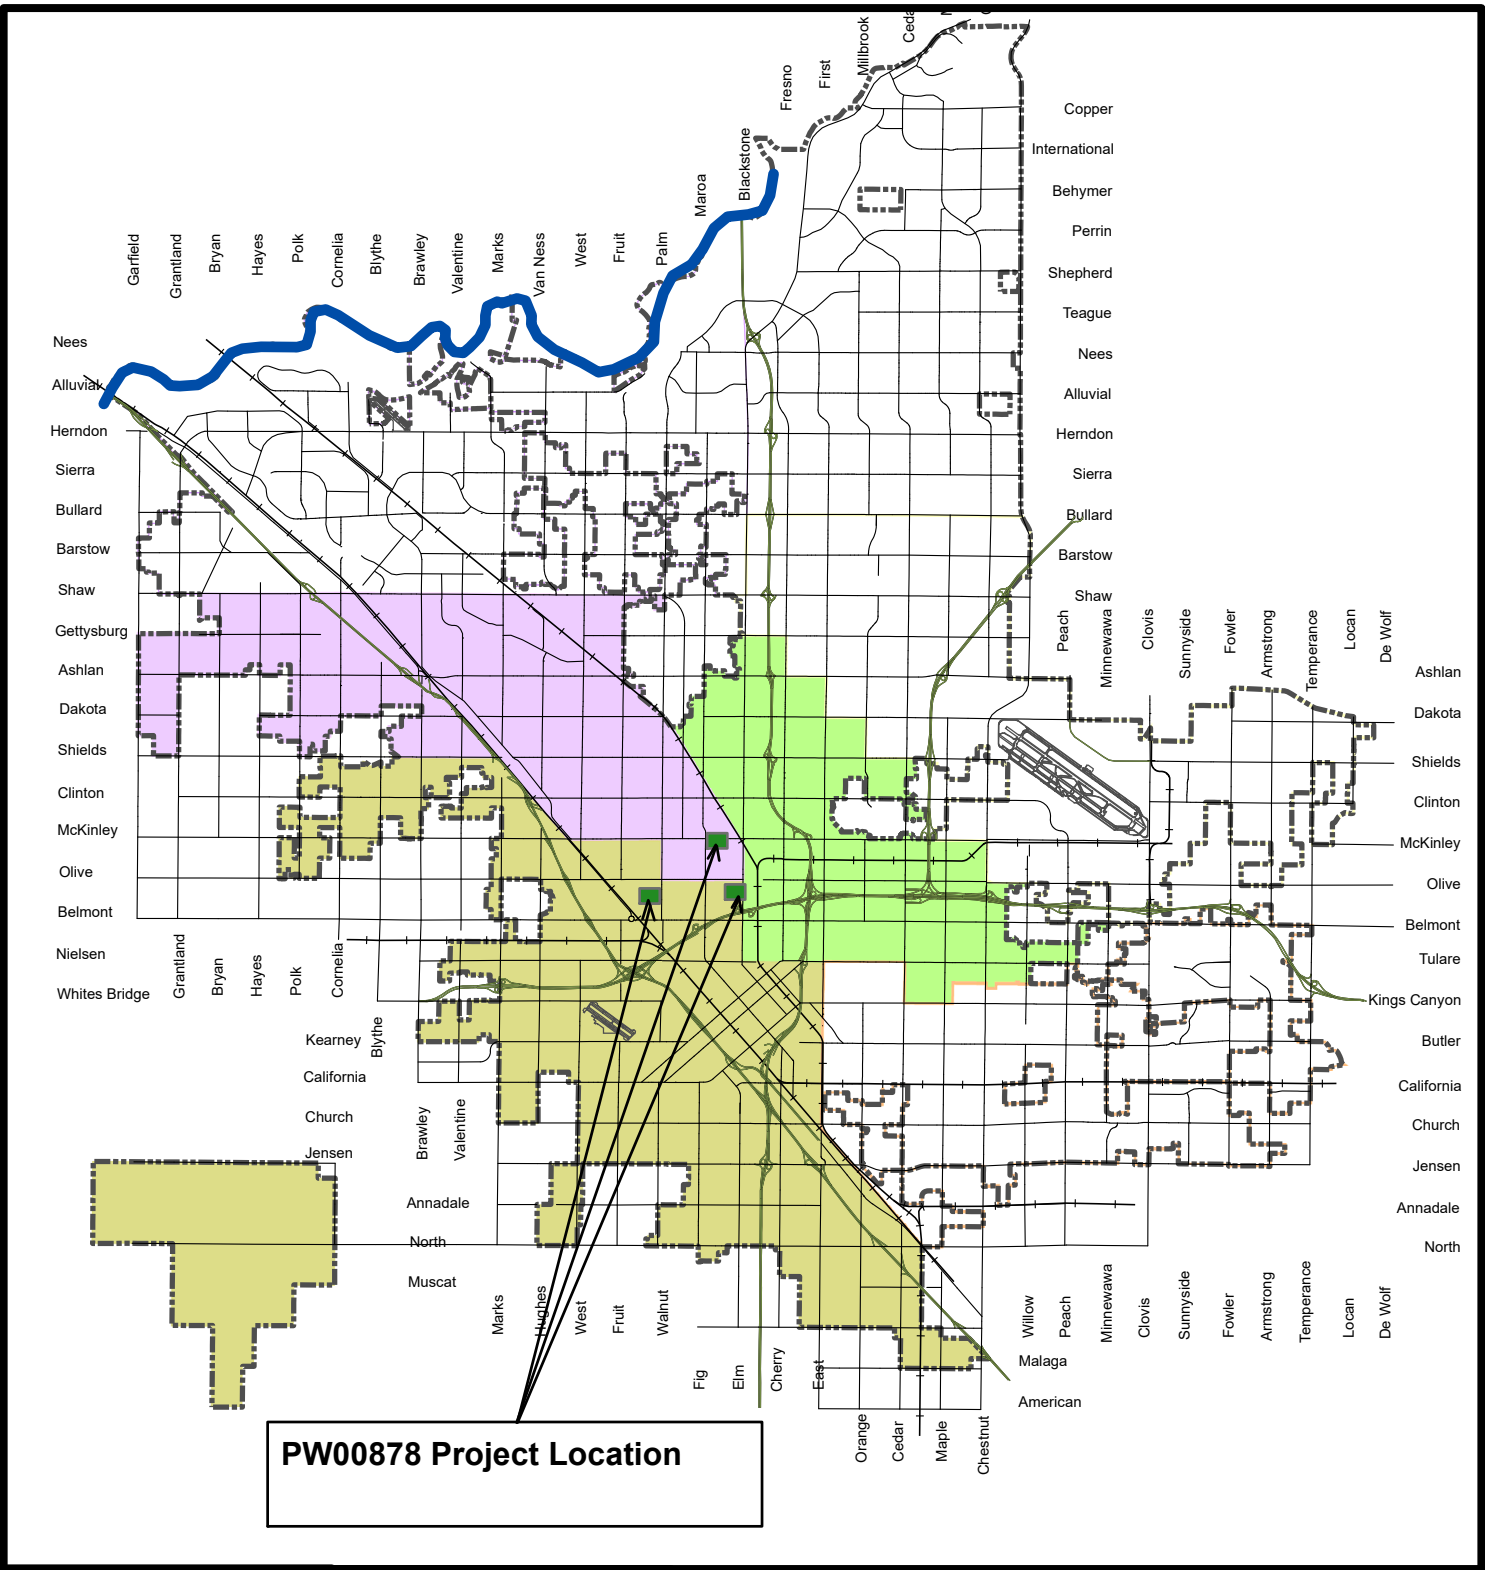 Ceda
Millbrook
First
Fresno
Blackstone
Maroa
Palm
Fruit
West
Van Ness
Marks
Valentine
Brawley
Blythe
Cornelia
Polk
Hayes
Bryan
Grantland
Garfield
Copper
International
Behymer
Perrin
Shepherd
Teague
Nees
Alluvial
Herndon
Sierra
Bullard
Barstow
Shaw
Nees
Alluvial
Herndon
Sierra
Bullard
Barstow
Shaw
Gettysburg
Ashlan
Dakota
Shields
Clinton
McKinley
Olive
Belmont
Nielsen
Whites Bridge
Peach
Minnewawa
Clovis
Sunnyside
Fowler
Armstrong
Temperance
Locan
De Wolf
Ashlan
Dakota
Shields
Clinton
McKinley
Olive
Belmont
Tulare
Kings Canyon
Butler
California
Church
Jensen
Annadale
North
Grantland
Bryan
Hayes
Polk
Cornelia
Blythe
Kearney
California
Church
Jensen
Brawley
Valentine
Annadale
North
Muscat
Marks
Hughes
West
Fruit
Walnut
Fig
Elm
Cherry
East
Orange
Cedar
Maple
Chestnut
Willow
Peach
Minnewawa
Clovis
Sunnyside
Fowler
Armstrong
Temperance
Locan
De Wolf
Malaga
American
PW00878 Project Location